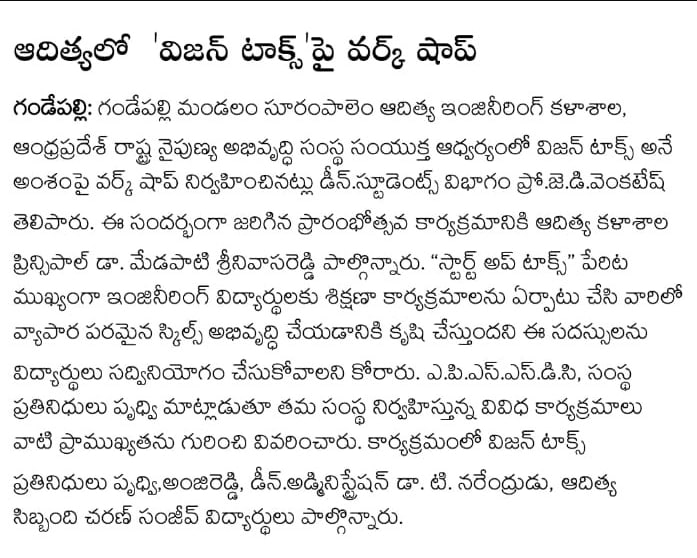 ఆదిత్యలో 'విజన్ టాక్స్'పై వర్క్ షాప్
గండేపల్లి: గండేపల్లి మండలం సూరంపాలెం ఆదిత్య ఇంజినీరింగ్ కళాశాల,
ఆంధ్రప్రదేశ్ రాష్ట్ర నైపుణ్య అభివృద్ధి సంస్థ సంయుక్త ఆధ్వర్యంలో విజన్ టాక్స్ అనే
అంశంపై వర్క్ షాప్ నిర్వహించినట్లు డీన్.స్టూడెంట్స్ విభాగం ప్రో.జె.డి.వెంకటేష్
తెలిపారు. ఈ సందర్భంగా జరిగిన ప్రారంభోత్సవ కార్యక్రమానికి ఆదిత్య కళాశాల
ప్రిన్సిపాల్ డా. మేడపాటి శ్రీనివాసరెడ్డి పాల్గొన్నారు. “స్టార్ట్ అప్ టాక్స్” పేరిట
ముఖ్యంగా ఇంజినీరింగ్ విద్యార్థులకు శిక్షణా కార్యక్రమాలను ఏర్పాటు చేసి వారిలో
వ్యాపార పరమైన స్కిల్స్ అభివృద్ధి చేయడానికి కృషి చేస్తుందని ఈ సదస్సులను
విద్యార్థులు సద్వినియోగం చేసుకోవాలని కోరారు. ఎ.పి.ఎస్.ఎస్.డి.సి, సంస్థ
ప్రతినిధులు పృధ్వి మాట్లాడుతూ తమ సంస్థ నిర్వహిస్తున్న వివిధ కార్యక్రమాలు
వాటి ప్రాముఖ్యతను గురించి వివరించారు. కార్యక్రమంలో విజన్ టాక్స్
ప్రతినిధులు పృధ్వి,అంజిరెడ్డి, డీన్.అడ్మినిస్ట్రేషన్ డా. టి. నరేంద్రుడు, ఆదిత్య
సిబ్బంది చరణ్ సంజీవ్ విద్యార్థులు పాల్గొన్నారు.